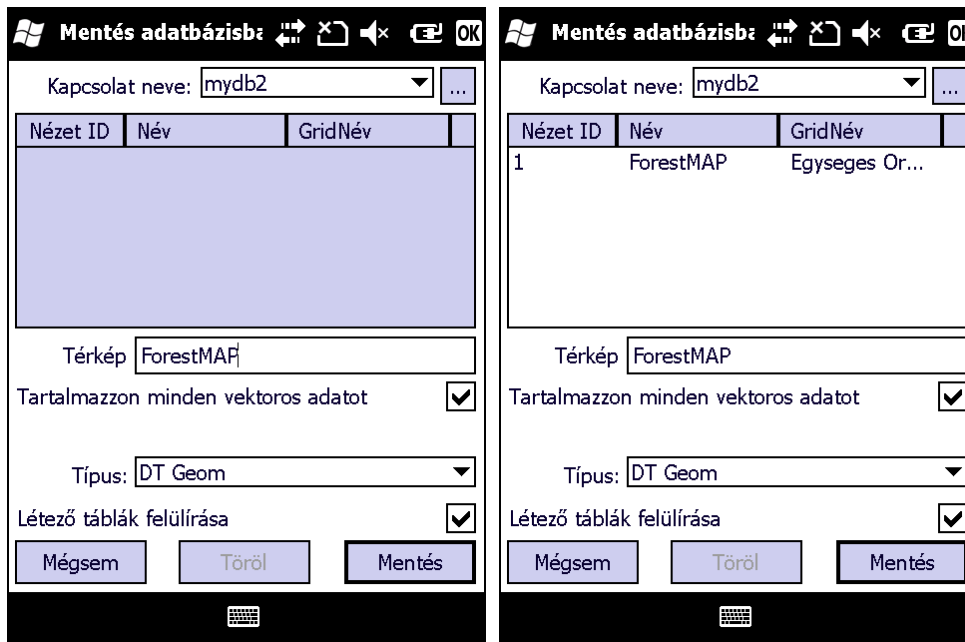 Mentés adatbázisba OK
Kapcsolat neve: mydb2 ...
Nézet ID Név GridNév
Térkép ForestMAP
Tartalmazzon minden vektoros adatot
Típus: DT Geom
Létező táblák felülírása
Mégsem Töröl Mentés
Mentés adatbázisba OK
Kapcsolat neve: mydb2 ...
Nézet ID Név GridNév
1 ForestMAP Egyseges Or...
Térkép ForestMAP
Tartalmazzon minden vektoros adatot
Típus: DT Geom
Létező táblák felülírása
Mégsem Töröl Mentés